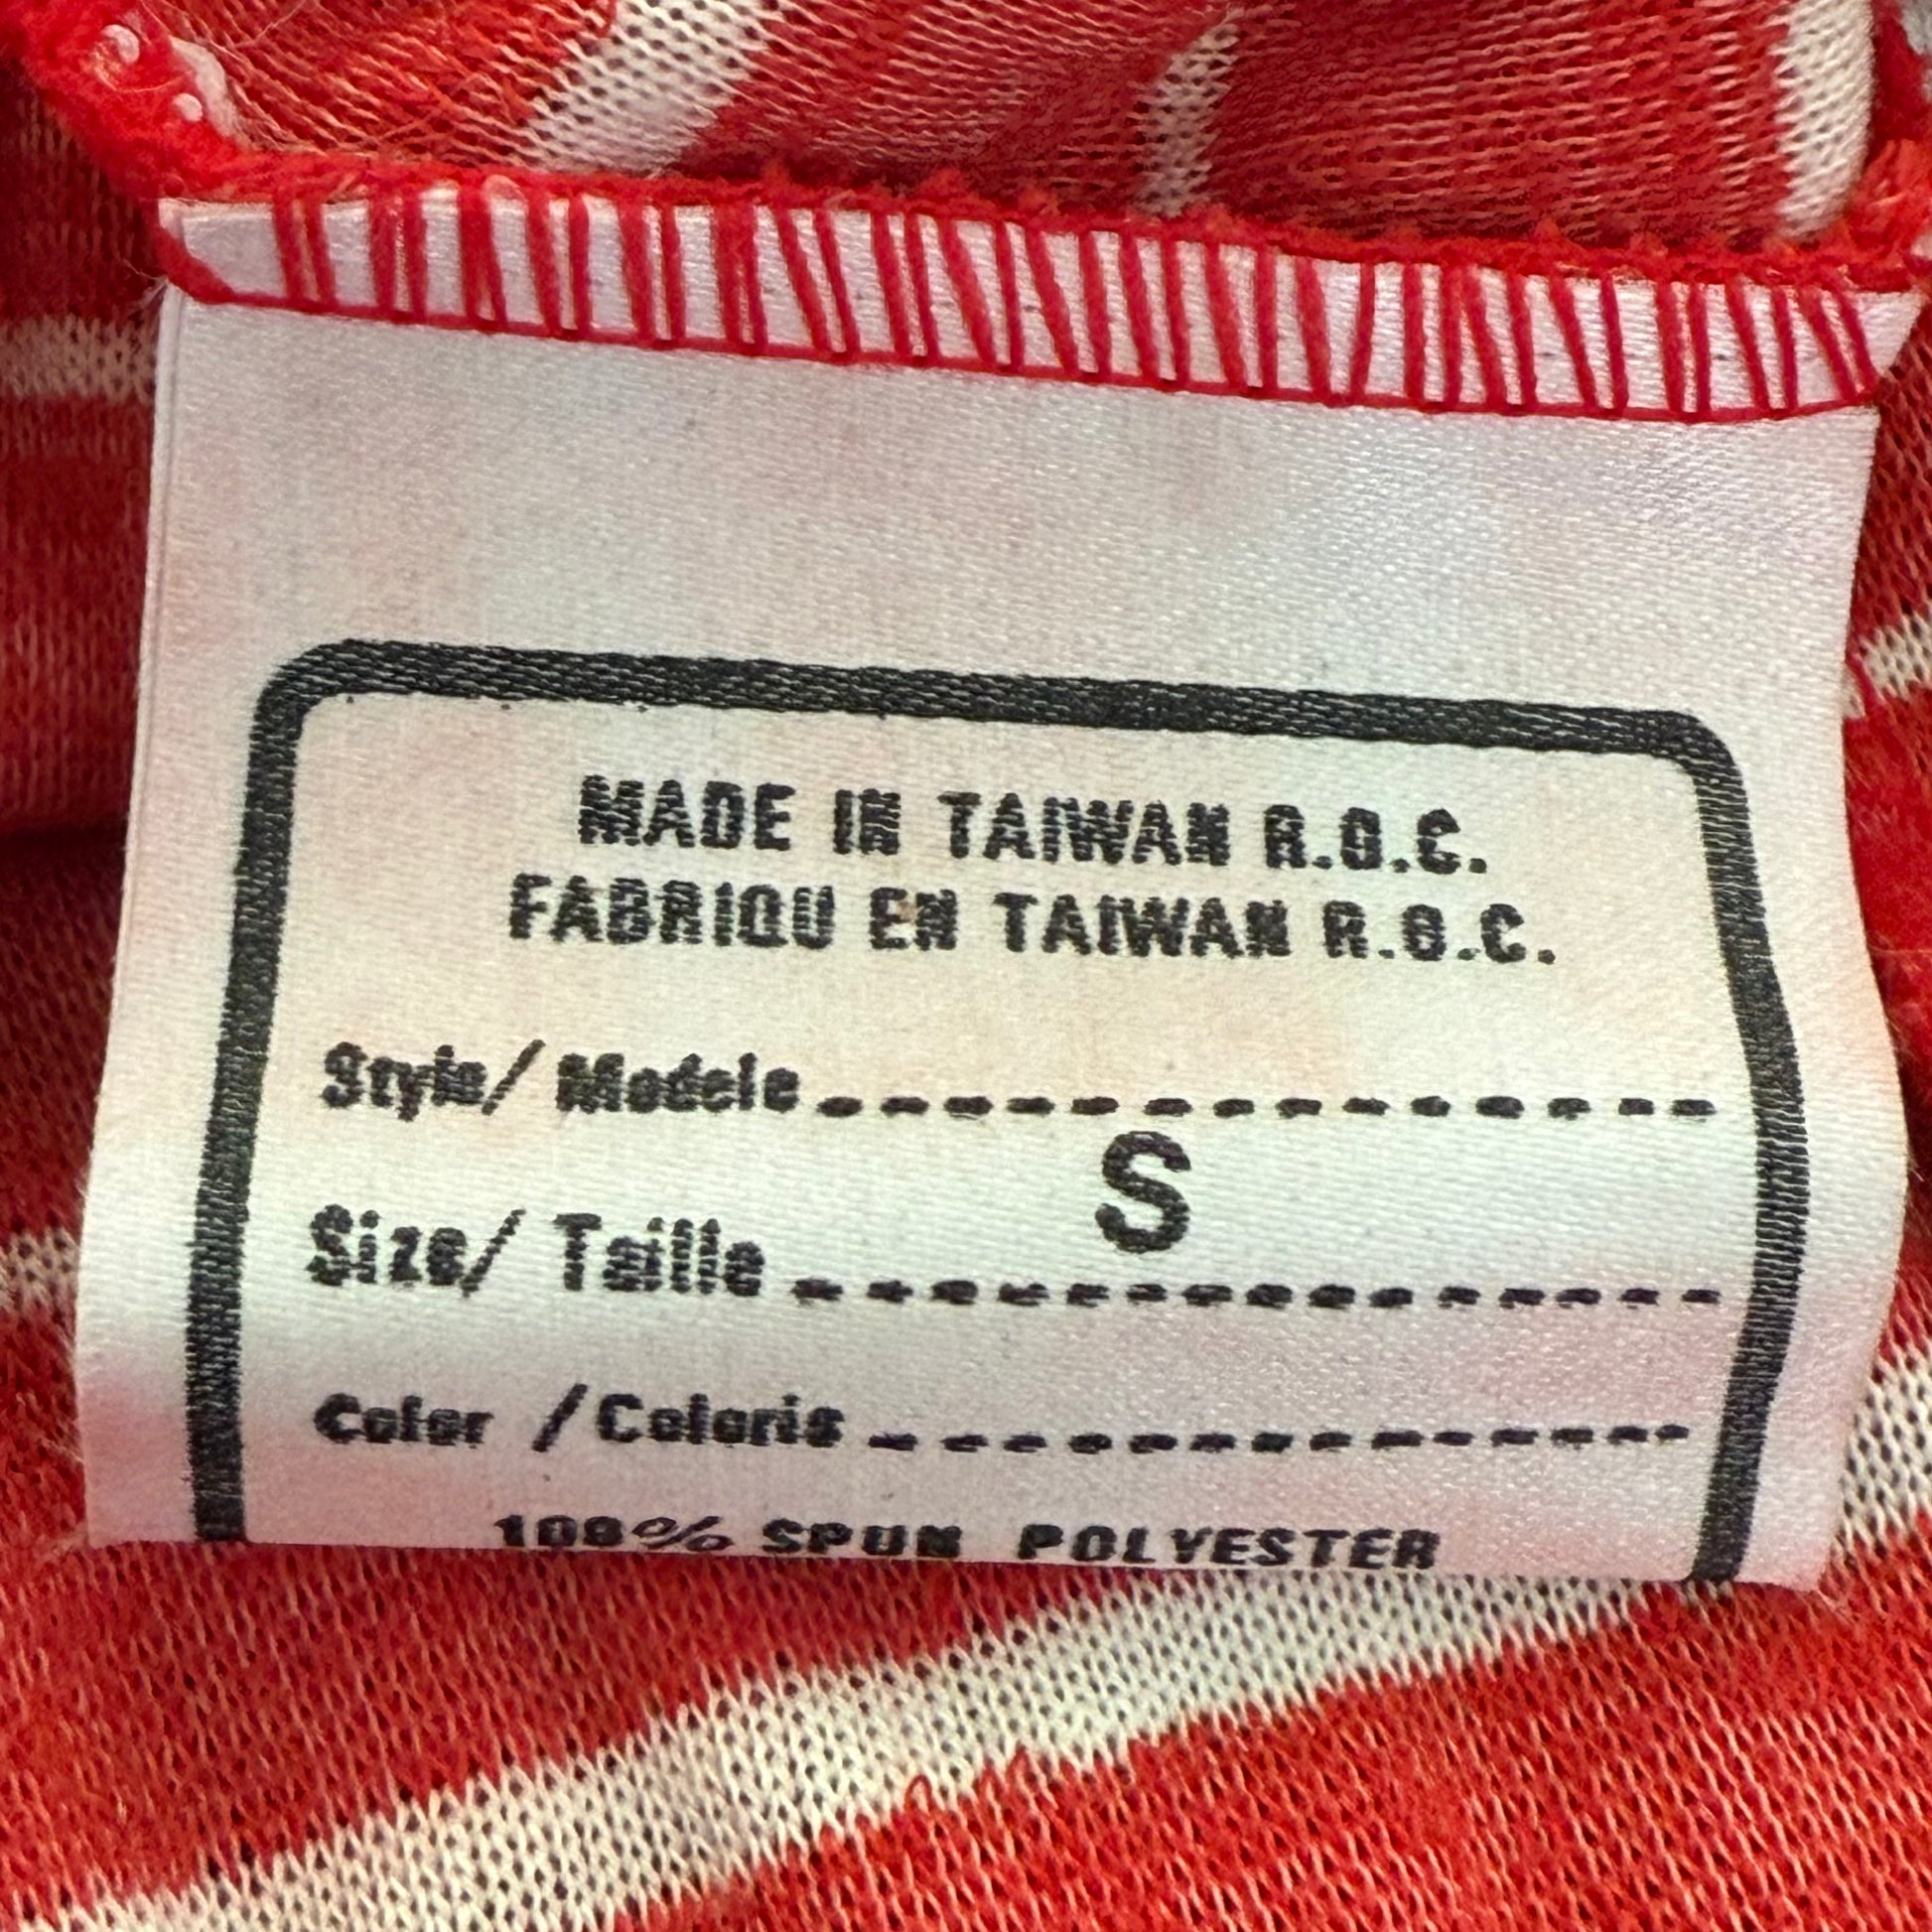 MADE IN TAIWAN R.O.C.
FABRIQU EN TAIWAN R.O.C.
Style/ Modele
S
Size/ Taille
Color / Coloris
100% SPUN POLYESTER